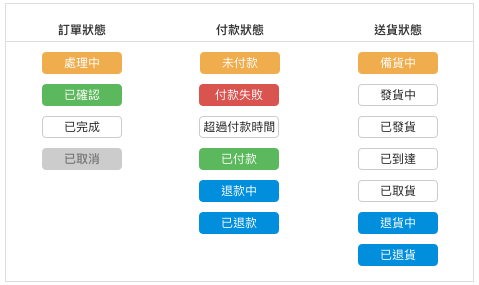 訂單狀態 付款狀態 送貨狀態
處理中 未付款 備貨中
已確認 付款失敗 發貨中
已完成 超過付款時間 已發貨
已取消 已付款 已到達
退款中 已取貨
已退款 退貨中
已退貨